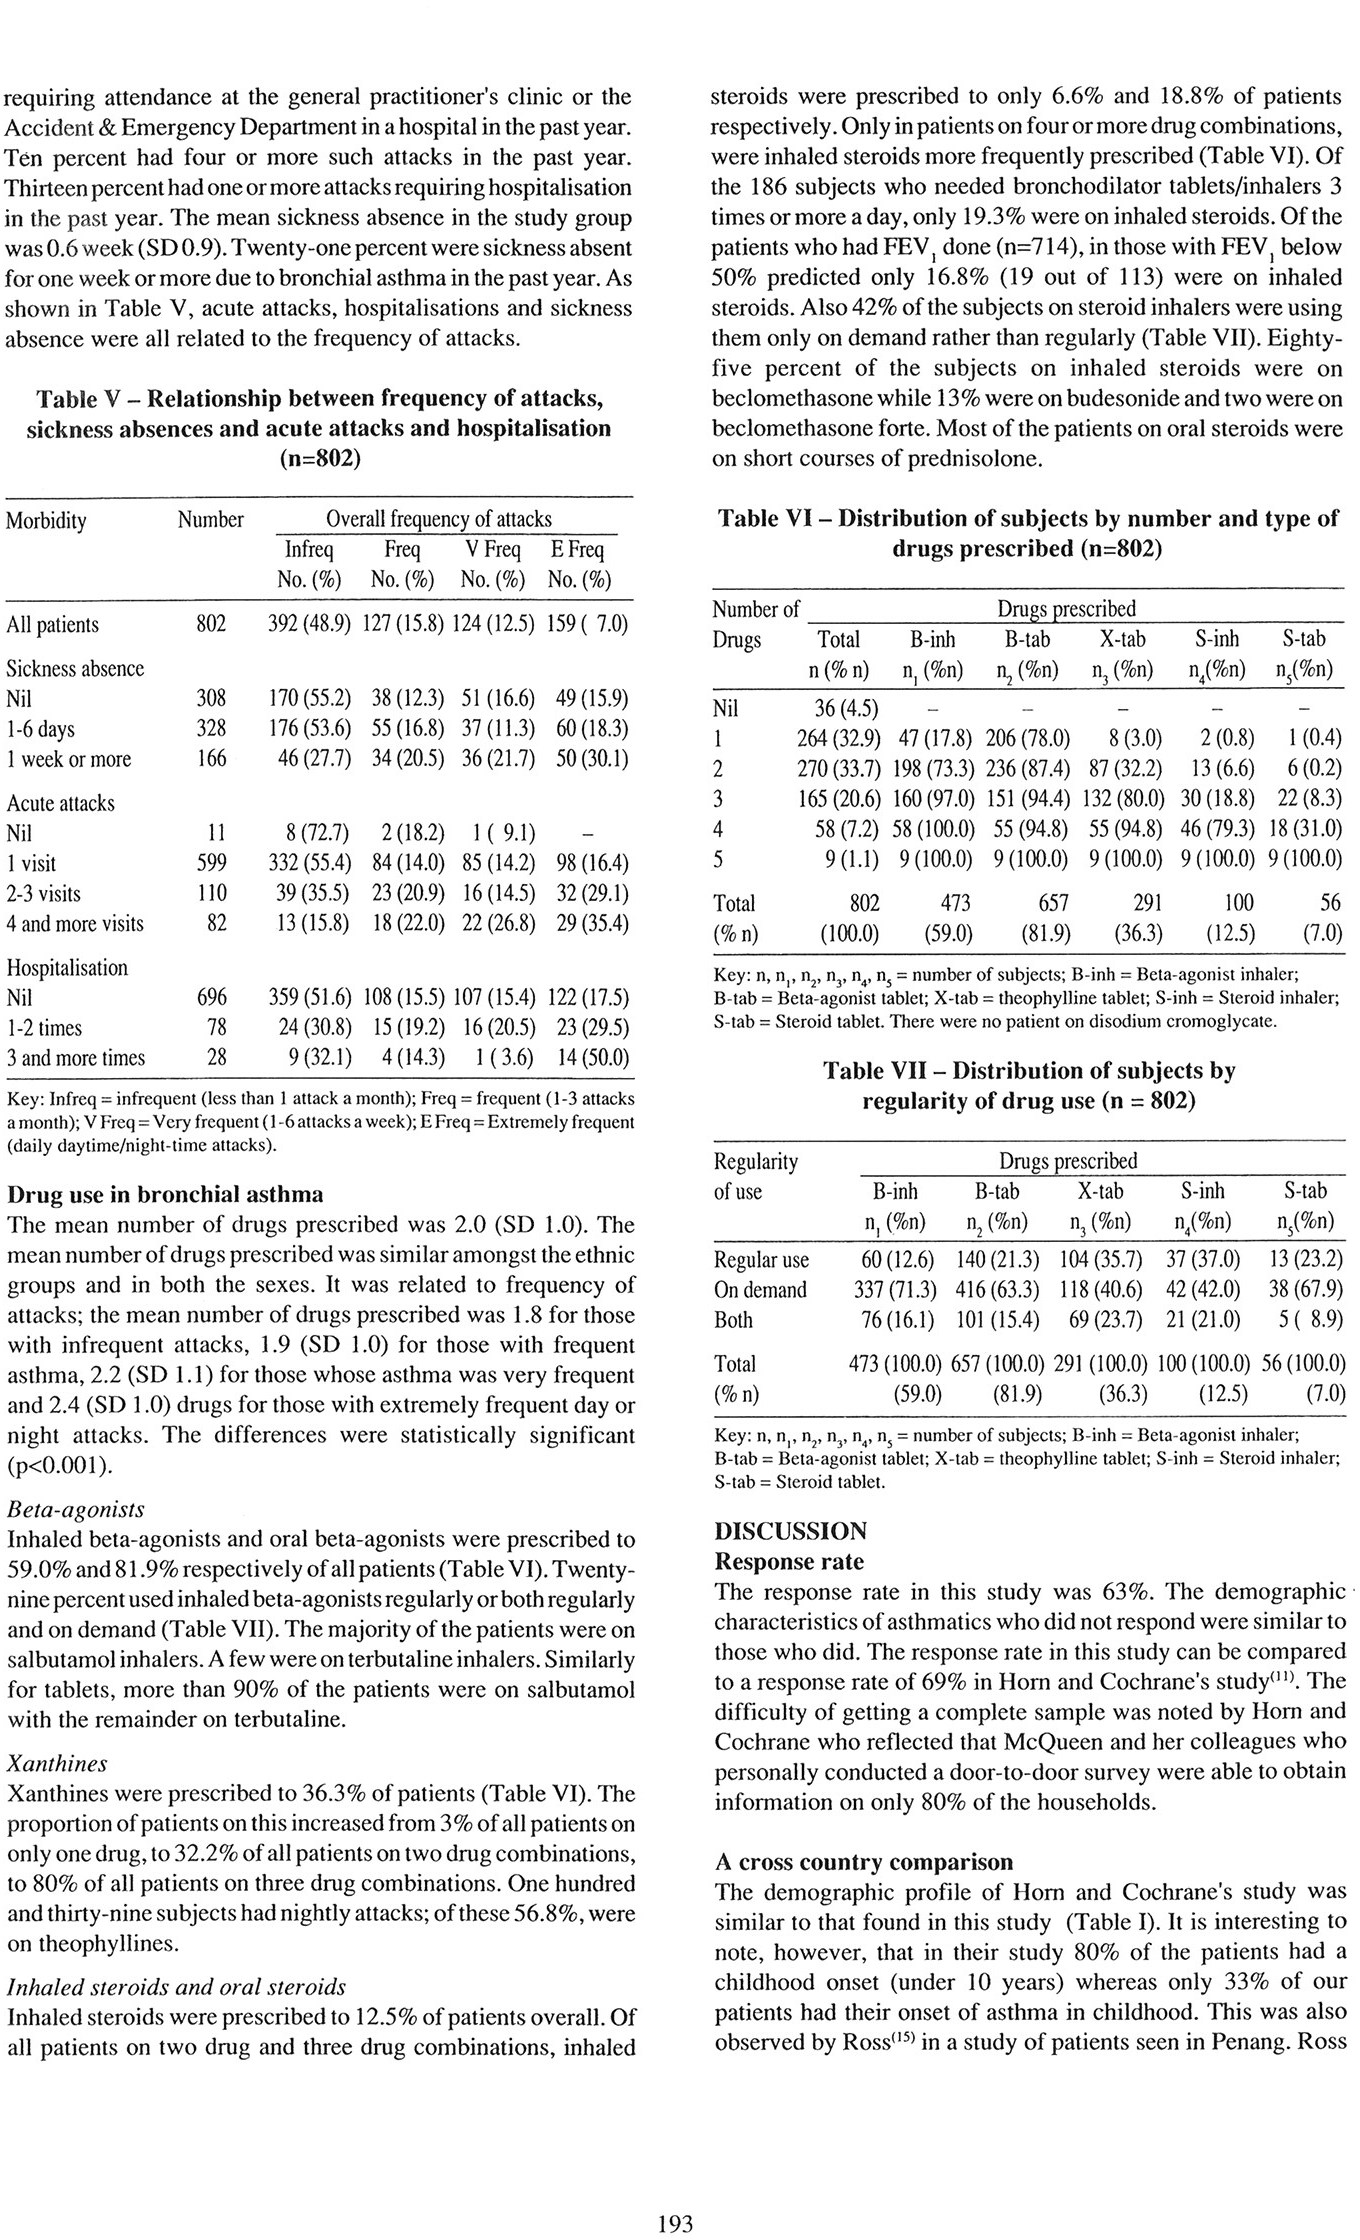 requiring attendance at the general practitioner's clinic or the
Accident & Emergency Department in a hospital in the past year.
Ten percent had four or more such attacks in the past year.
Thirteen percent had one or more attacks requiring hospitalisation
in the past year. The mean sickness absence in the study group
was 0.6 week (SD 0.9). Twenty-one percent were sickness absent
for one week or more due to bronchial asthma in the past year. As
shown in Table V, acute attacks, hospitalisations and sickness
absence were all related to the frequency of attacks.
Table V – Relationship between frequency of attacks,
sickness absences and acute attacks and hospitalisation
(n=802)
Morbidity Number Overall frequency of attacks
Infreq Freq V Freq E Freq
No. (%) No. (%) No. (%) No. (%)
All patients 802 392 (48.9) 127 (15.8) 124 (12.5) 159 ( 7.0)
Sickness absence
Nil 308 170 (55.2) 38 (12.3) 51 (16.6) 49 (15.9)
1-6 days 328 176 (53.6) 55 (16.8) 37 (11.3) 60 (18.3)
1 week or more 166 46 (27.7) 34 (20.5) 36 (21.7) 50 (30.1)
Acute attacks
Nil 11 8 (72.7) 2 (18.2) 1 ( 9.1) –
1 visit 599 332 (55.4) 84 (14.0) 85 (14.2) 98 (16.4)
2-3 visits 110 39 (35.5) 23 (20.9) 16 (14.5) 32 (29.1)
4 and more visits 82 13 (15.8) 18 (22.0) 22 (26.8) 29 (35.4)
Hospitalisation
Nil 696 359 (51.6) 108 (15.5) 107 (15.4) 122 (17.5)
1-2 times 78 24 (30.8) 15 (19.2) 16 (20.5) 23 (29.5)
3 and more times 28 9 (32.1) 4 (14.3) 1 ( 3.6) 14 (50.0)
Key: Infreq = infrequent (less than 1 attack a month); Freq = frequent (1-3 attacks
a month); V Freq = Very frequent (1-6 attacks a week); E Freq = Extremely frequent
(daily daytime/night-time attacks).
Drug use in bronchial asthma
The mean number of drugs prescribed was 2.0 (SD 1.0). The
mean number of drugs prescribed was similar amongst the ethnic
groups and in both the sexes. It was related to frequency of
attacks; the mean number of drugs prescribed was 1.8 for those
with infrequent attacks, 1.9 (SD 1.0) for those with frequent
asthma, 2.2 (SD 1.1) for those whose asthma was very frequent
and 2.4 (SD 1.0) drugs for those with extremely frequent day or
night attacks. The differences were statistically significant
(p<0.001).
Beta-agonists
Inhaled beta-agonists and oral beta-agonists were prescribed to
59.0% and 81.9% respectively of all patients (Table VI). Twenty-
nine percent used inhaled beta-agonists regularly or both regularly
and on demand (Table VII). The majority of the patients were on
salbutamol inhalers. A few were on terbutaline inhalers. Similarly
for tablets, more than 90% of the patients were on salbutamol
with the remainder on terbutaline.
Xanthines
Xanthines were prescribed to 36.3% of patients (Table VI). The
proportion of patients on this increased from 3% of all patients on
only one drug, to 32.2% of all patients on two drug combinations,
to 80% of all patients on three drug combinations. One hundred
and thirty-nine subjects had nightly attacks; of these 56.8%, were
on theophyllines.
Inhaled steroids and oral steroids
Inhaled steroids were prescribed to 12.5% of patients overall. Of
all patients on two drug and three drug combinations, inhaled
steroids were prescribed to only 6.6% and 18.8% of patients
respectively. Only in patients on four or more drug combinations,
were inhaled steroids more frequently prescribed (Table VI). Of
the 186 subjects who needed bronchodilator tablets/inhalers 3
times or more a day, only 19.3% were on inhaled steroids. Of the
patients who had FEV₁ done (n=714), in those with FEV₁ below
50% predicted only 16.8% (19 out of 113) were on inhaled
steroids. Also 42% of the subjects on steroid inhalers were using
them only on demand rather than regularly (Table VII). Eighty-
five percent of the subjects on inhaled steroids were on
beclomethasone while 13% were on budesonide and two were on
beclomethasone forte. Most of the patients on oral steroids were
on short courses of prednisolone.
Table VI – Distribution of subjects by number and type of
drugs prescribed (n=802)
Number of Drugs prescribed
Drugs Total B-inh B-tab X-tab S-inh S-tab
n (% n) n₁ (%n) n₂ (%n) n₃ (%n) n₄(%n) n₅(%n)
Nil 36 (4.5) – – – – –
1 264 (32.9) 47 (17.8) 206 (78.0) 8 (3.0) 2 (0.8) 1 (0.4)
2 270 (33.7) 198 (73.3) 236 (87.4) 87 (32.2) 13 (6.6) 6 (0.2)
3 165 (20.6) 160 (97.0) 151 (94.4) 132 (80.0) 30 (18.8) 22 (8.3)
4 58 (7.2) 58 (100.0) 55 (94.8) 55 (94.8) 46 (79.3) 18 (31.0)
5 9 (1.1) 9 (100.0) 9 (100.0) 9 (100.0) 9 (100.0) 9 (100.0)
Total 802 473 657 291 100 56
(% n) (100.0) (59.0) (81.9) (36.3) (12.5) (7.0)
Key: n, n₁, n₂, n₃, n₄, n₅ = number of subjects; B-inh = Beta-agonist inhaler;
B-tab = Beta-agonist tablet; X-tab = theophylline tablet; S-inh = Steroid inhaler;
S-tab = Steroid tablet. There were no patient on disodium cromoglycate.
Table VII – Distribution of subjects by
regularity of drug use (n = 802)
Regularity Drugs prescribed
of use B-inh B-tab X-tab S-inh S-tab
n₁ (%n) n₂ (%n) n₃ (%n) n₄(%n) n₅(%n)
Regular use 60 (12.6) 140 (21.3) 104 (35.7) 37 (37.0) 13 (23.2)
On demand 337 (71.3) 416 (63.3) 118 (40.6) 42 (42.0) 38 (67.9)
Both 76 (16.1) 101 (15.4) 69 (23.7) 21 (21.0) 5 ( 8.9)
Total 473 (100.0) 657 (100.0) 291 (100.0) 100 (100.0) 56 (100.0)
(% n) (59.0) (81.9) (36.3) (12.5) (7.0)
Key: n, n₁, n₂, n₃, n₄, n₅ = number of subjects; B-inh = Beta-agonist inhaler;
B-tab = Beta-agonist tablet; X-tab = theophylline tablet; S-inh = Steroid inhaler;
S-tab = Steroid tablet.
DISCUSSION
Response rate
The response rate in this study was 63%. The demographic
characteristics of asthmatics who did not respond were similar to
those who did. The response rate in this study can be compared
to a response rate of 69% in Horn and Cochrane's study⁽¹¹⁾. The
difficulty of getting a complete sample was noted by Horn and
Cochrane who reflected that McQueen and her colleagues who
personally conducted a door-to-door survey were able to obtain
information on only 80% of the households.
A cross country comparison
The demographic profile of Horn and Cochrane's study was
similar to that found in this study (Table I). It is interesting to
note, however, that in their study 80% of the patients had a
childhood onset (under 10 years) whereas only 33% of our
patients had their onset of asthma in childhood. This was also
observed by Ross⁽¹⁵⁾ in a study of patients seen in Penang. Ross
193